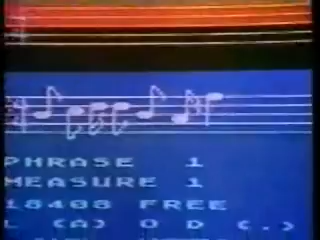 PHRASE 1
MEASURE 1
18408 FREE
L (A) O D (.)